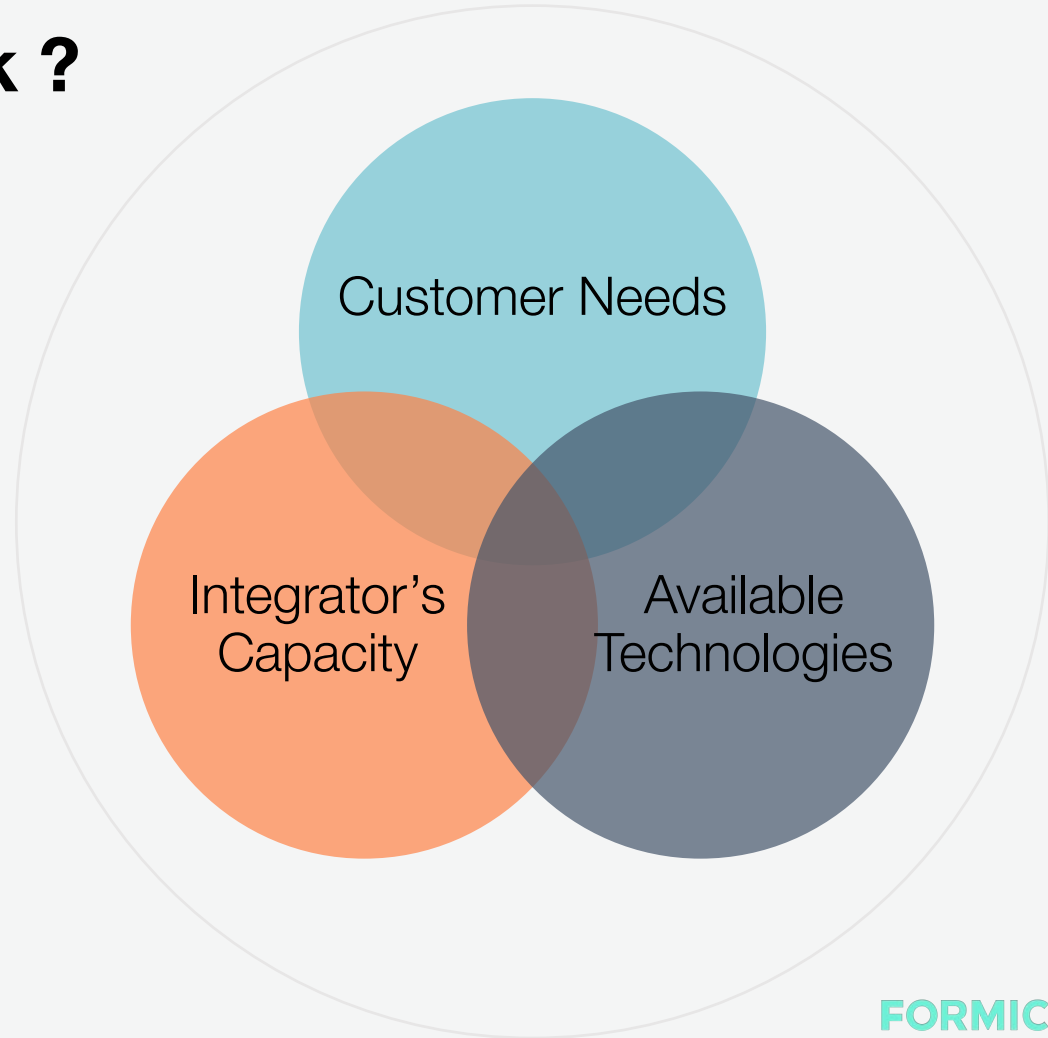 k ?
Customer Needs
Integrator’s
Capacity
Available
Technologies
FORMIC